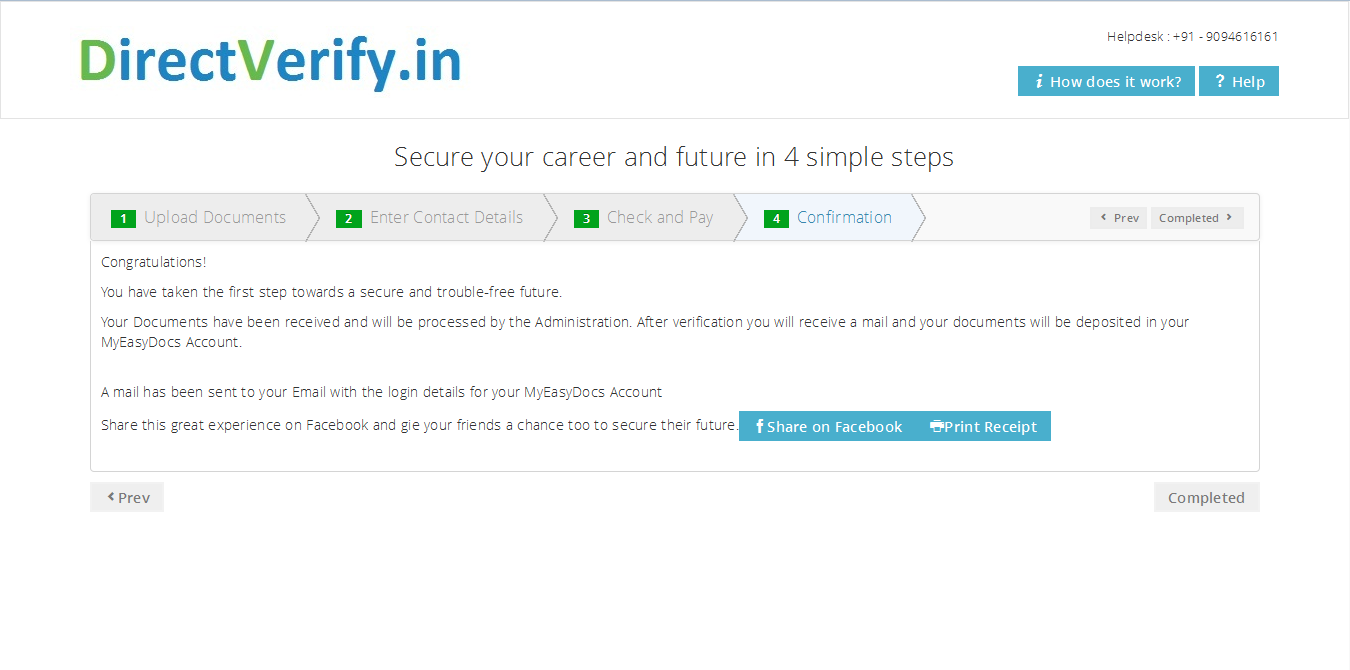 DirectVerify.in
Helpdesk : +91 - 9094616161
How does it work?
? Help
Secure your career and future in 4 simple steps
1 Upload Documents
2 Enter Contact Details
3 Check and Pay
4 Confirmation
Prev
Completed
Congratulations!
You have taken the first step towards a secure and trouble-free future.
Your Documents have been received and will be processed by the Administration. After verification you will receive a mail and your documents will be deposited in your
MyEasyDocs Account.
A mail has been sent to your Email with the login details for your MyEasyDocs Account
Share this great experience on Facebook and gie your friends a chance too to secure their future.
Share on Facebook
Print Receipt
Prev
Completed